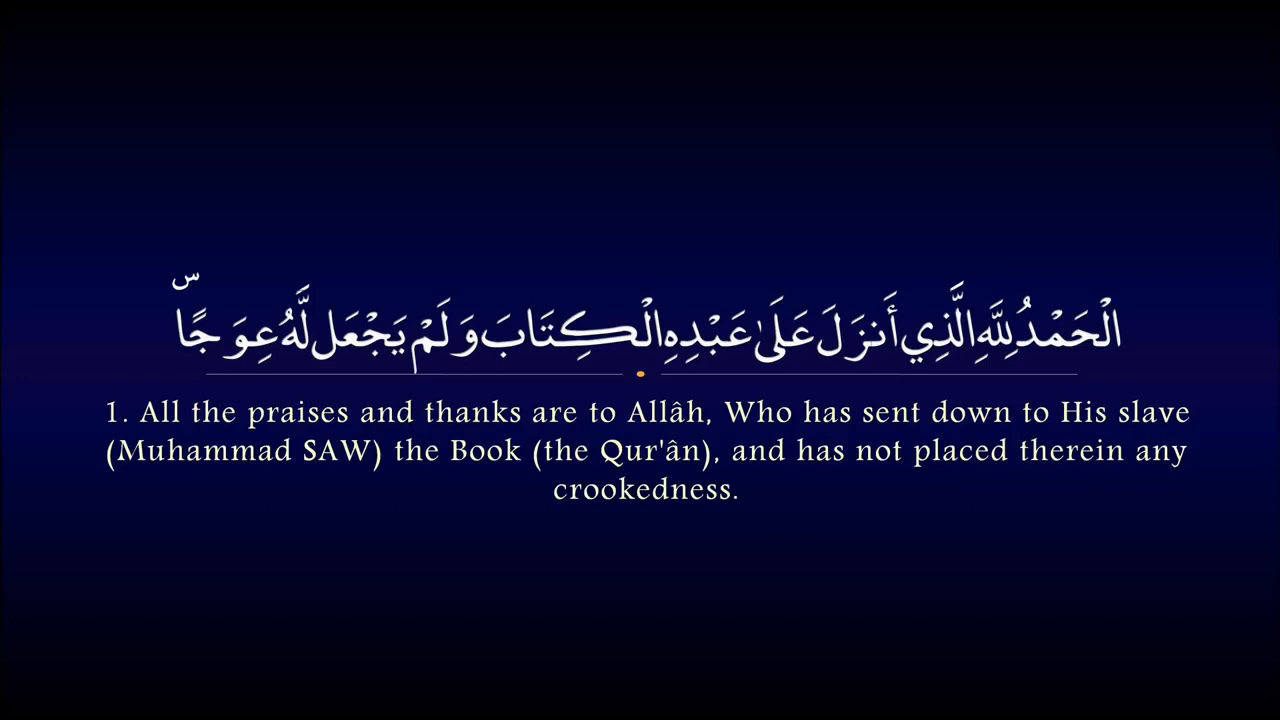 الْحَمْدُ لِلَّهِ الَّذِي أَنزَلَ عَلَىٰ عَبْدِهِ الْكِتَابَ وَلَمْ يَجْعَل لَّهُ عِوَجًا ۜ
1. All the praises and thanks are to Allâh, Who has sent down to His slave
(Muhammad SAW) the Book (the Qur'ân), and has not placed therein any
crookedness.